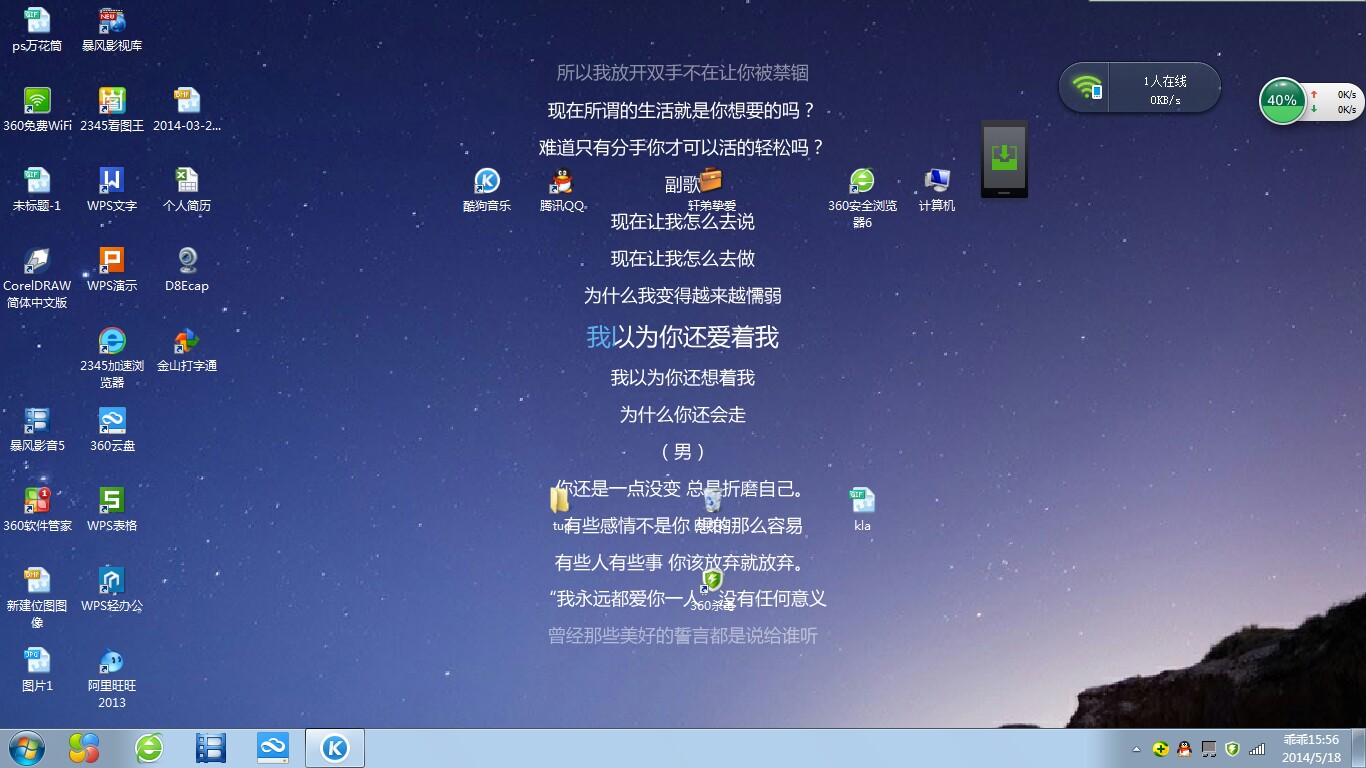 ps万花筒
暴风影视库
360免费WiFi
2345看图王
2014-03-2...
未标题-1
WPS文字
个人简历
CorelDRAW
简体中文版
WPS演示
D8Ecap
2345加速浏
览器
金山打字通
暴风影音5
360云盘
360软件管家
WPS表格
新建位图图
像
WPS轻办公
图片1
阿里旺旺
2013
所以我放开双手不在让你被禁锢
现在所谓的生活就是你想要的吗？
难道只有分手你才可以活的轻松吗？
副歌
现在让我怎么去说
现在让我怎么去做
为什么我变得越来越懦弱
我以为你还爱着我
我以为你还想着我
为什么你还会走
（男）
你还是一点没变 总是折磨自己。
有些感情不是你 想的那么容易
有些人有些事 你该放弃就放弃。
“我永远都爱你一人”没有任何意义
曾经那些美好的誓言都是说给谁听
酷狗音乐
腾讯QQ
轩弟挚爱
360安全浏览
器6
计算机
kla
360杀毒
1人在线
0KB/s
40%
0K/s
0K/s
乖乖15:56
2014/5/18